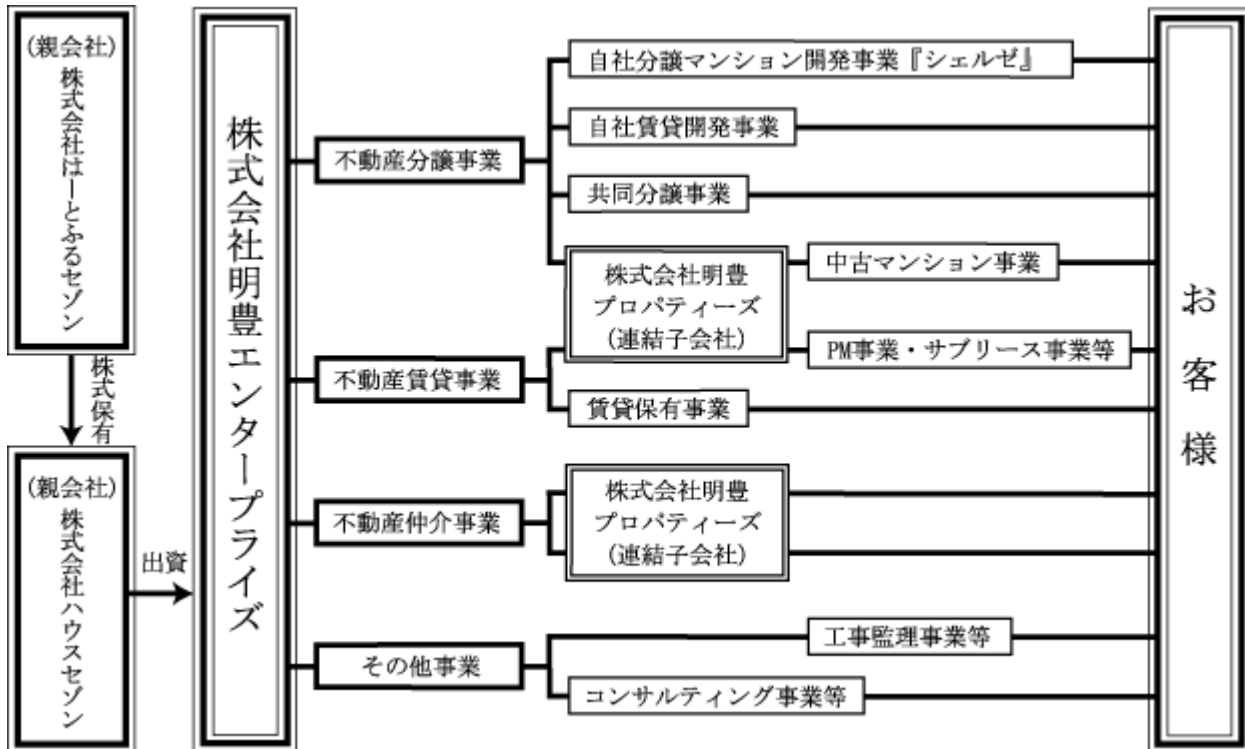 (親会社)
株式会社はーとふるセゾン
株式保有
(親会社)
株式会社ハウスセゾン
出資
株式会社明豊エンタープライズ
不動産分譲事業
自社分譲マンション開発事業『シェルゼ』
自社賃貸開発事業
共同分譲事業
株式会社明豊
プロパティーズ
(連結子会社)
中古マンション事業
PM事業・サブリース事業等
不動産賃貸事業
賃貸保有事業
不動産仲介事業
株式会社明豊
プロパティーズ
(連結子会社)
その他事業
工事監理事業等
コンサルティング事業等
お客様